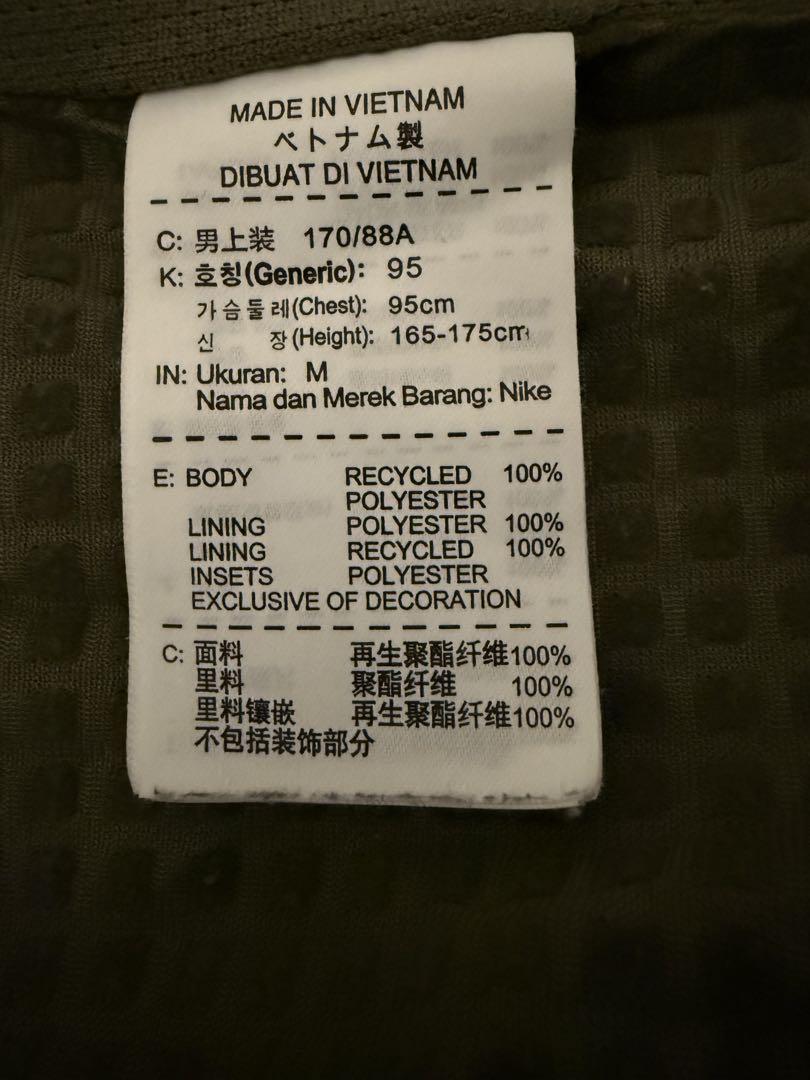 MADE IN VIETNAM
ベトナム製
DIBUAT DI VIETNAM
C: 男上装 170/88A
K: 호칭(Generic): 95
가슴둘레(Chest): 95cm
신 장(Height): 165-175cm
IN: Ukuran: M
Nama dan Merek Barang: Nike
E: BODY RECYCLED 100%
POLYESTER
LINING POLYESTER 100%
LINING RECYCLED 100%
INSETS POLYESTER
EXCLUSIVE OF DECORATION
C: 面料 再生聚酯纤维100%
里料 聚酯纤维 100%
里料镶嵌 再生聚酯纤维100%
不包括装饰部分